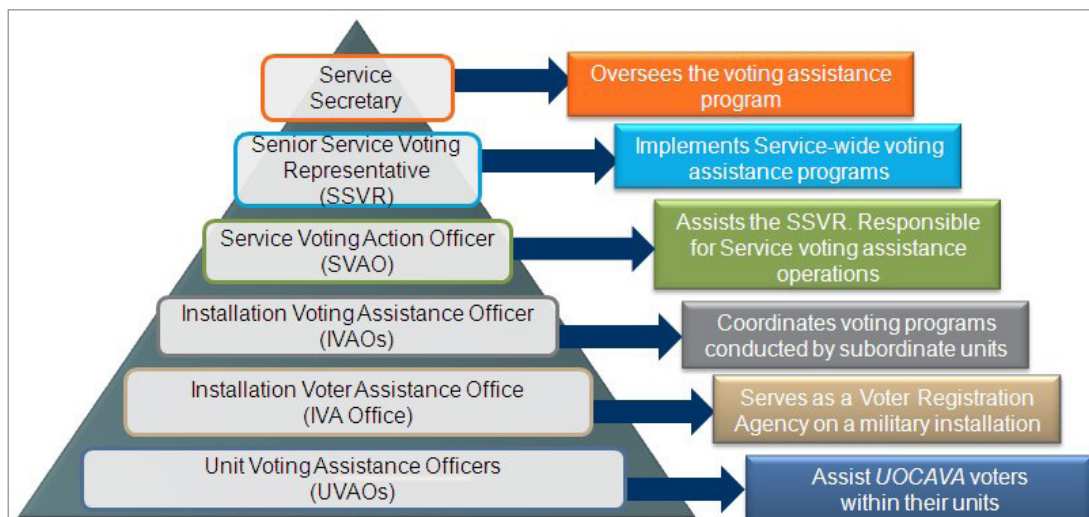 Service
Secretary
Oversees the voting assistance
program
Senior Service Voting
Representative
(SSVR)
Implements Service-wide voting
assistance programs
Service Voting Action Officer
(SVAO)
Assists the SSVR. Responsible
for Service voting assistance
operations
Installation Voting Assistance Officer
(IVAOs)
Coordinates voting programs
conducted by subordinate units
Installation Voter Assistance Office
(IVA Office)
Serves as a Voter Registration
Agency on a military installation
Unit Voting Assistance Officers
(UVAOs)
Assist UOCAVA voters
within their units